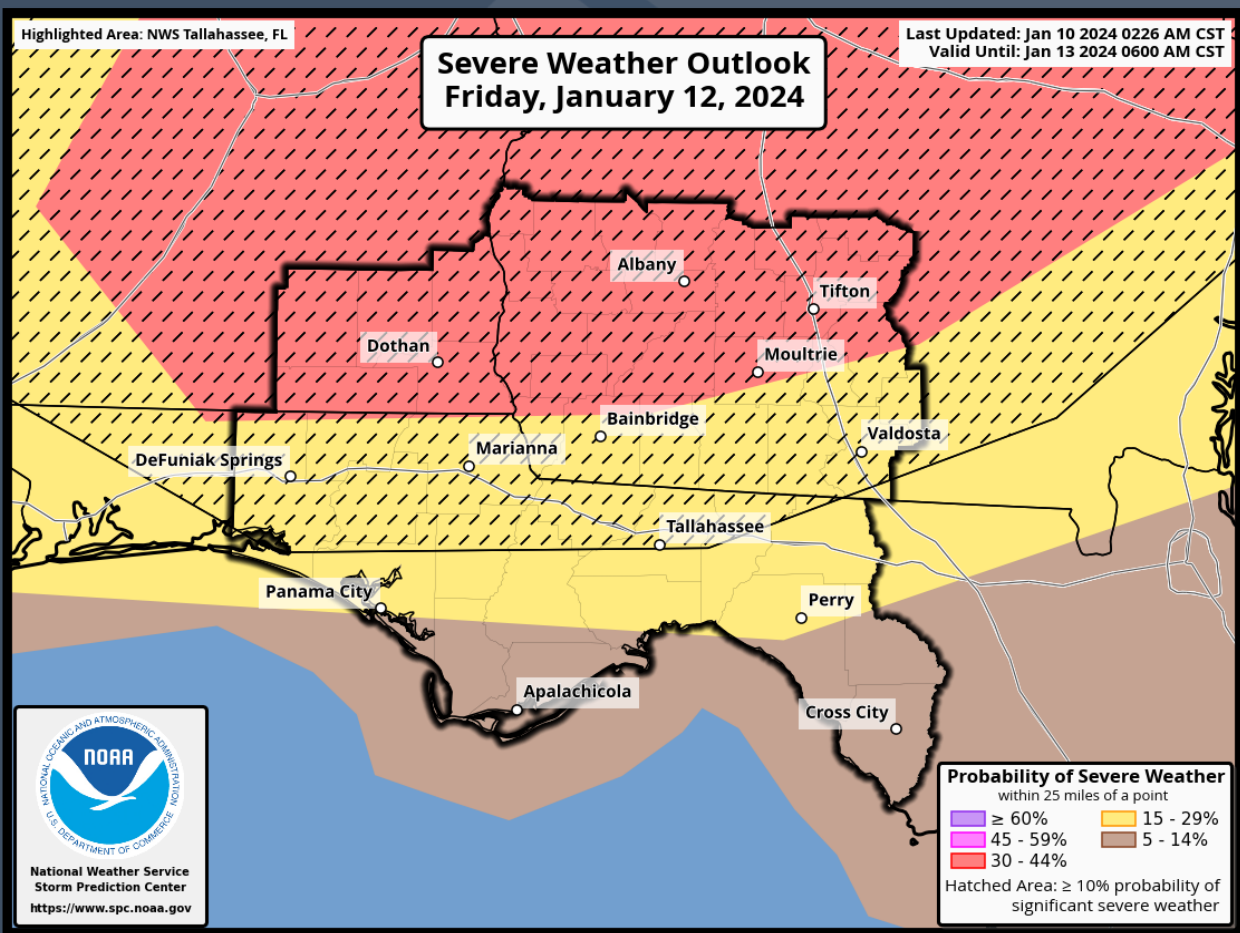 Highlighted Area: NWS Tallahassee, FL
Last Updated: Jan 10 2024 0226 AM CST
Valid Until: Jan 13 2024 0600 AM CST
Severe Weather Outlook
Friday, January 12, 2024
Albany
Tifton
Dothan
Moultrie
Bainbridge
Valdosta
Marianna
DeFuniak Springs
Tallahassee
Panama City
Perry
Apalachicola
Cross City
NATIONAL OCEANIC AND ATMOSPHERIC ADMINISTRATION
NOAA
U.S. DEPARTMENT OF COMMERCE
National Weather Service
Storm Prediction Center
https://www.spc.noaa.gov
Probability of Severe Weather
within 25 miles of a point
≥ 60%
15 - 29%
45 - 59%
5 - 14%
30 - 44%
Hatched Area: ≥ 10% probability of
significant severe weather